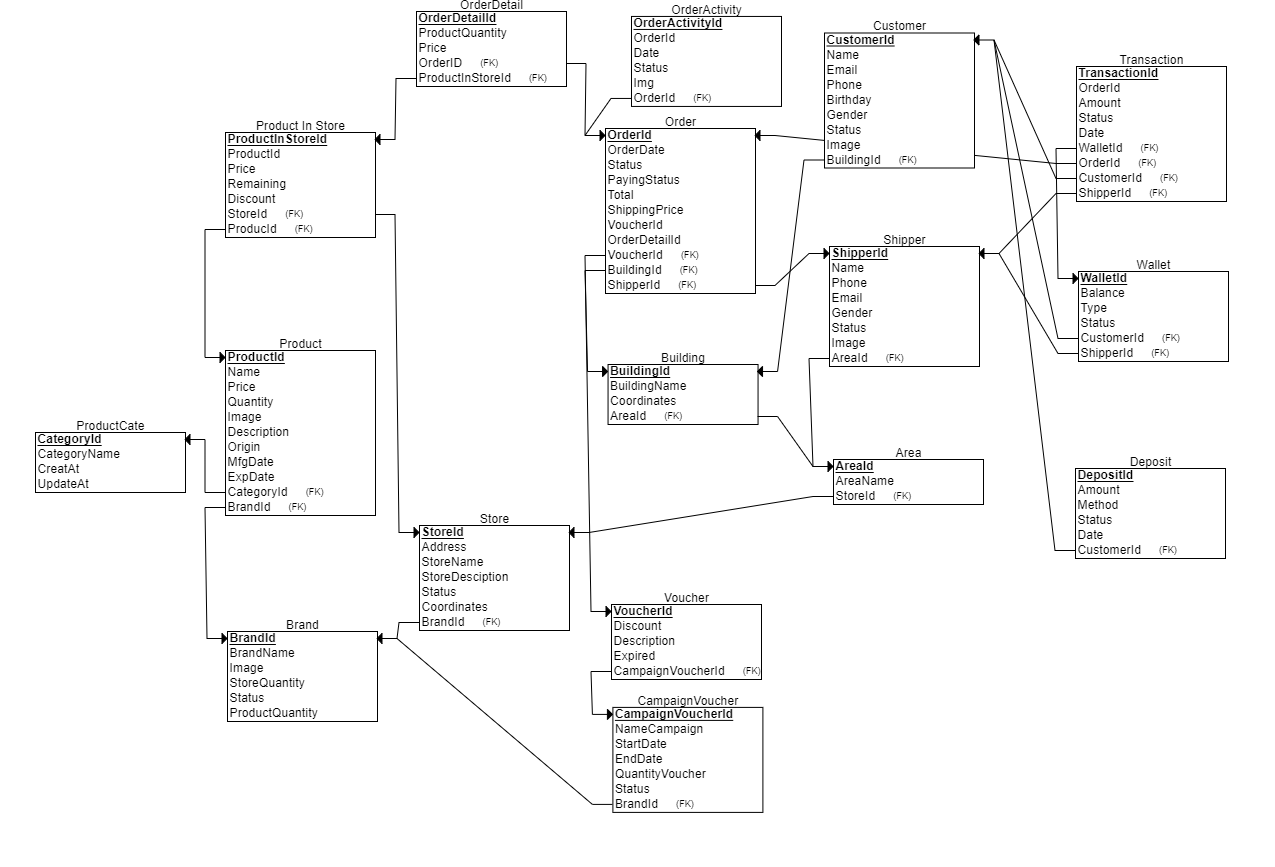 OrderDetail
OrderDetailId
ProductQuantity
Price
OrderID (FK)
ProductInStoreId (FK)
OrderActivity
OrderActivityId
OrderId
Date
Status
Img
OrderId (FK)
Customer
CustomerId
Name
Email
Phone
Birthday
Gender
Status
Image
BuildingId (FK)
Transaction
TransactionId
OrderId
Amount
Status
Date
WalletId (FK)
OrderId (FK)
CustomerId (FK)
ShipperId (FK)
Product In Store
ProductInStoreId
ProductId
Price
Remaining
Discount
StoreId (FK)
ProducId (FK)
Order
OrderId
OrderDate
Status
PayingStatus
Total
ShippingPrice
VoucherId
OrderDetailId
VoucherId (FK)
BuildingId (FK)
ShipperId (FK)
Shipper
ShipperId
Name
Phone
Email
Gender
Status
Image
AreaId (FK)
Wallet
WalletId
Balance
Type
Status
CustomerId (FK)
ShipperId (FK)
Product
ProductId
Name
Price
Quantity
Image
Description
Origin
MfgDate
ExpDate
CategoryId (FK)
BrandId (FK)
Building
BuildingId
BuildingName
Coordinates
AreaId (FK)
ProductCate
CategoryId
CategoryName
CreatAt
UpdateAt
Area
AreaId
AreaName
StoreId (FK)
Deposit
DepositId
Amount
Method
Status
Date
CustomerId (FK)
Store
StoreId
Address
StoreName
StoreDesciption
Status
Coordinates
BrandId (FK)
Voucher
VoucherId
Discount
Description
Expired
CampaignVoucherId (FK)
Brand
BrandId
BrandName
Image
StoreQuantity
Status
ProductQuantity
CampaignVoucher
CampaignVoucherId
NameCampaign
StartDate
EndDate
QuantityVoucher
Status
BrandId (FK)